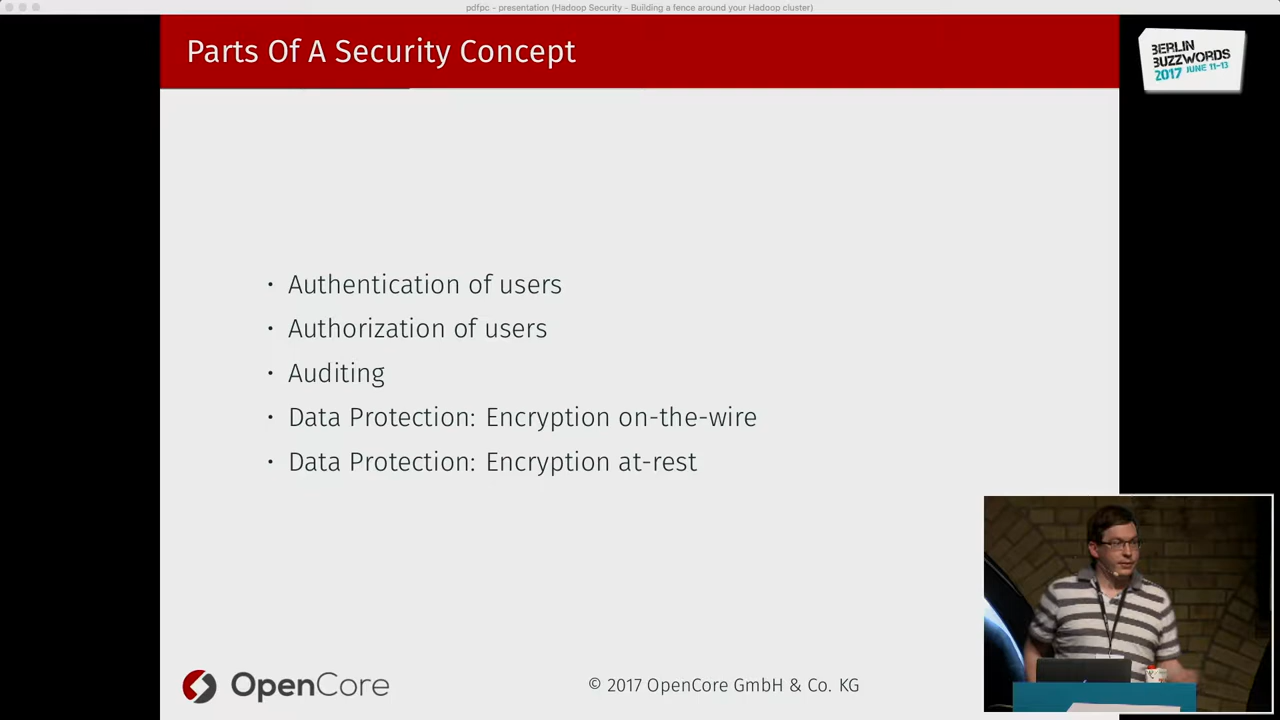 pdfpc - presentation (Hadoop Security - Building a fence around your Hadoop cluster)
Parts Of A Security Concept
BERLIN
BUZZWORDS
2017 JUNE 11-13
• Authentication of users
• Authorization of users
• Auditing
• Data Protection: Encryption on-the-wire
• Data Protection: Encryption at-rest
OpenCore
© 2017 OpenCore GmbH & Co. KG